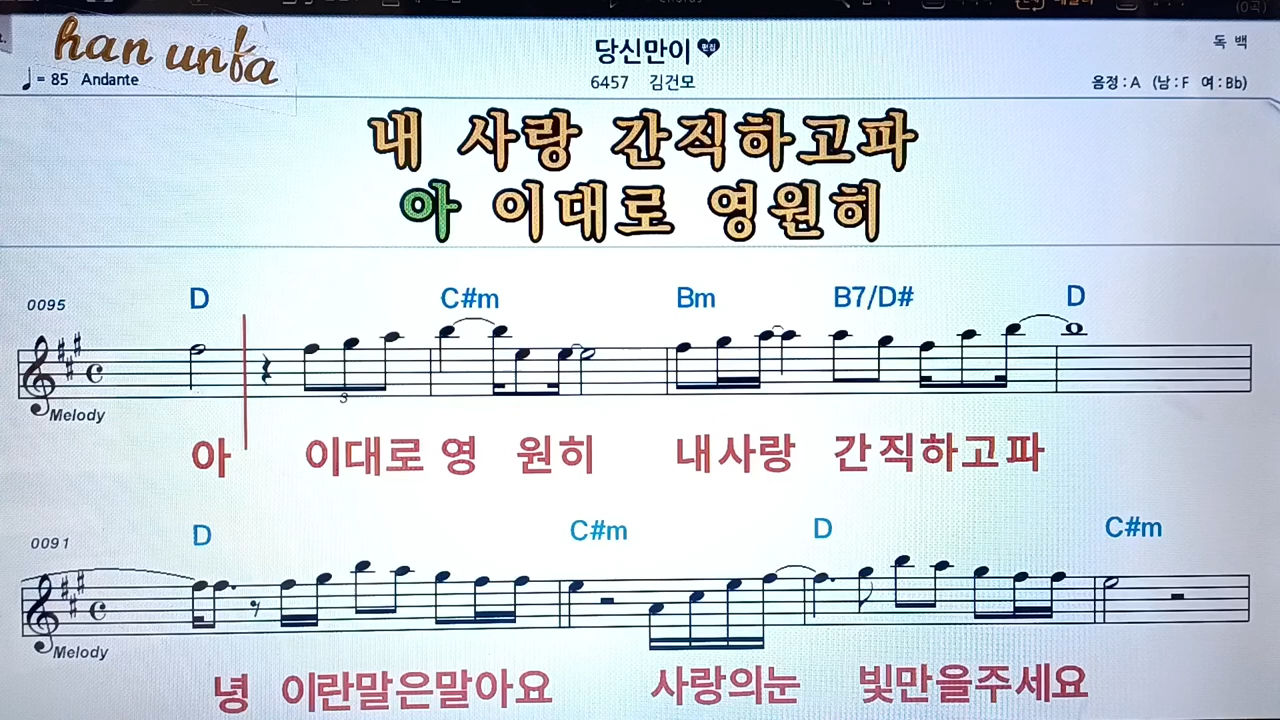 han unfa
당신만이 편집
독 백
♩= 85 Andante
6457 김건모
음정 : A (남 : F 여 : Bb)
내 사랑 간직하고파
아 이대로 영원히
0095
D C#m Bm B7/D# D
3
Melody
아 이대로 영 원히 내사랑 간직하고파
0091
D C#m D C#m
Melody
녕 이란말은말아요 사랑의눈 빛만을주세요